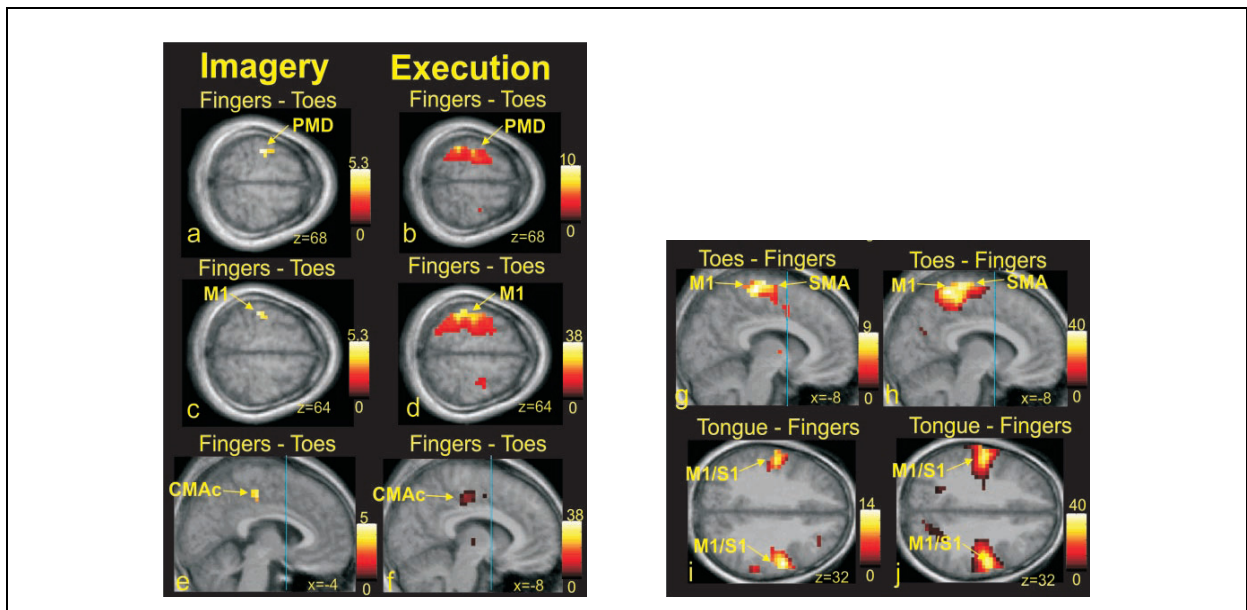 Imagery Execution
Fingers - Toes Fingers - Toes
PMD PMD
5.3 10
a z=68 0 b z=68 0
Fingers - Toes Fingers - Toes
M1 M1
5.3 38
c z=64 0 d z=64 0
Fingers - Toes Fingers - Toes
CMAc CMAc
5 38
e x=-4 0 f x=-8 0
Toes - Fingers Toes - Fingers
M1 SMA M1 SMA
9 40
g x=-8 0 h x=-8 0
Tongue - Fingers Tongue - Fingers
M1/S1 M1/S1
14 40
M1/S1 M1/S1
i z=32 0 j z=32 0